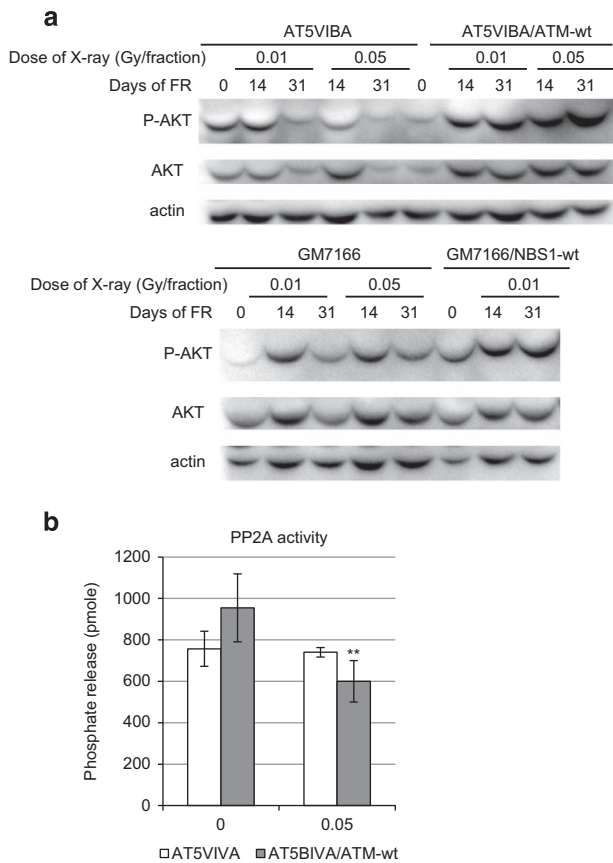 a
AT5VIBA AT5VIBA/ATM-wt
Dose of X-ray (Gy/fraction) 0.01 0.05 0.01 0.05
Days of FR 0 14 31 14 31 0 14 31 14 31
P-AKT
AKT
actin
GM7166 GM7166/NBS1-wt
Dose of X-ray (Gy/fraction) 0.01 0.05 0.01
Days of FR 0 14 31 14 31 0 14 31
P-AKT
AKT
actin
b
PP2A activity
Phosphate release (pmole)
1200
1000
800
600
400
200
0
**
0 0.05
AT5VIVA AT5BIVA/ATM-wt